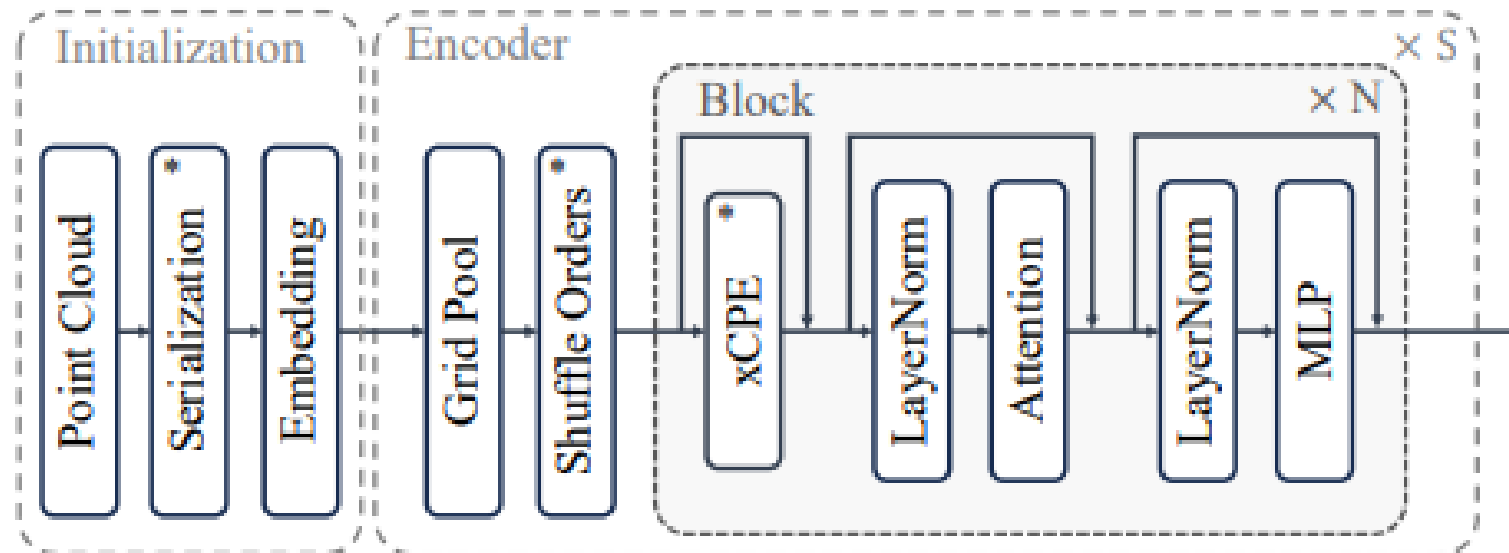 Initialization
Encoder
× S
Block
× N
Point Cloud
* Serialization
Embedding
Grid Pool
* Shuffle Orders
* xCPE
LayerNorm
Attention
LayerNorm
MLP